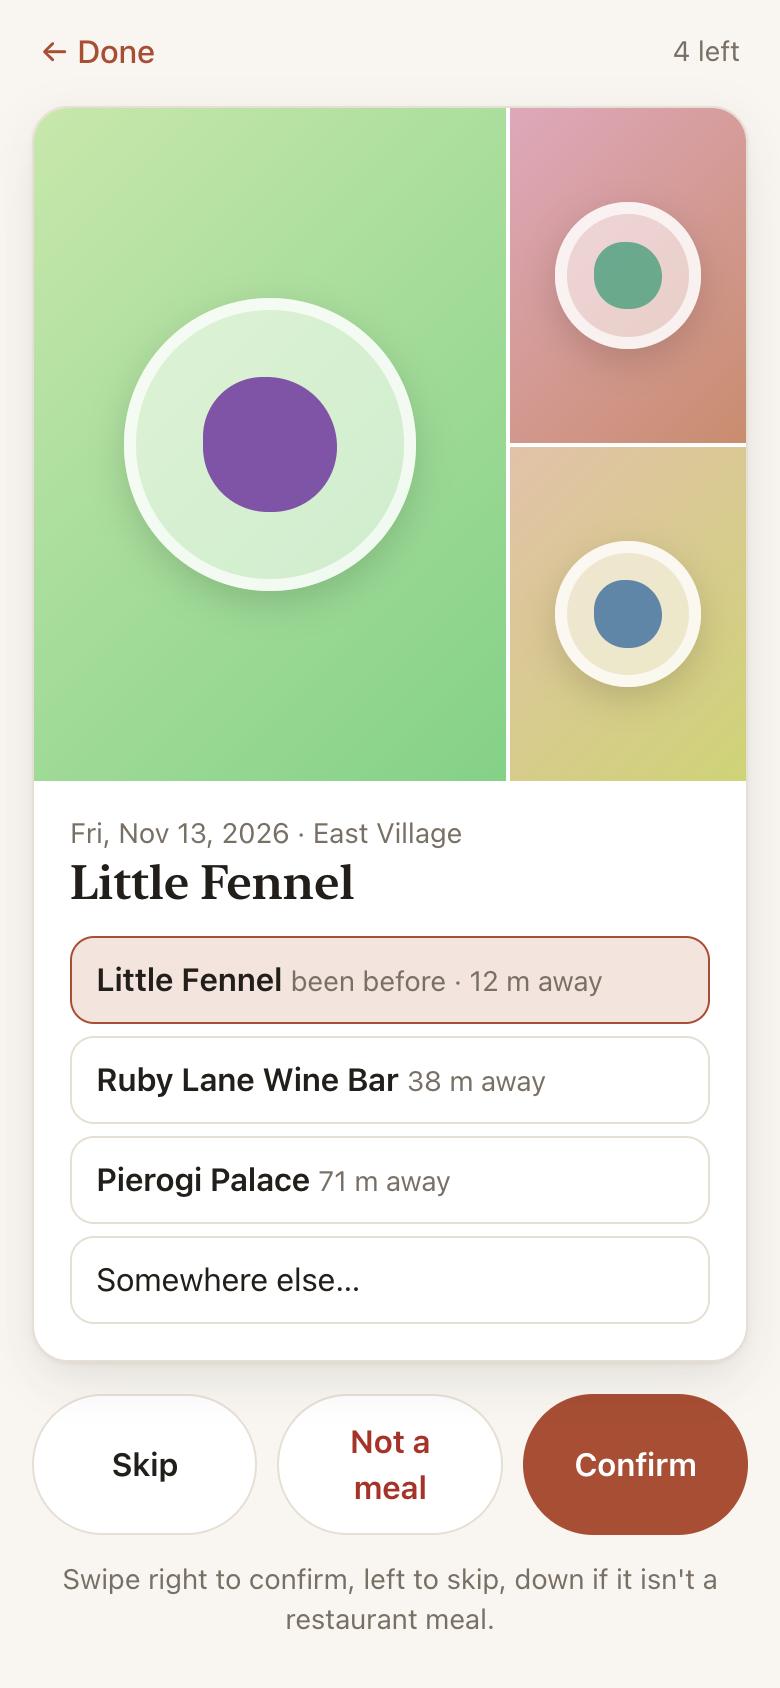 ← Done
4 left
Fri, Nov 13, 2026 · East Village
Little Fennel
Little Fennel been before · 12 m away
Ruby Lane Wine Bar 38 m away
Pierogi Palace 71 m away
Somewhere else...
Skip
Not a
meal
Confirm
Swipe right to confirm, left to skip, down if it isn't a
restaurant meal.